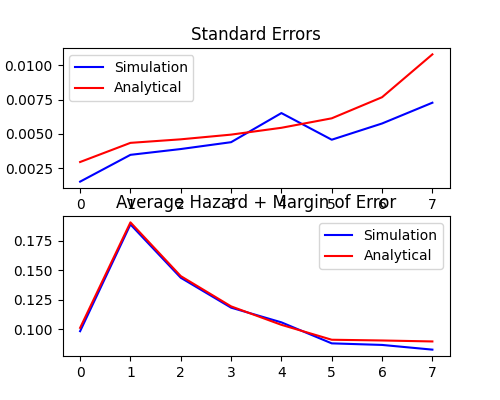 Standard Errors
0.0100
0.0075
0.0050
0.0025
Simulation
Analytical
0 1 2 3 4 5 6 7
Average Hazard + Margin of Error
0.175
0.150
0.125
0.100
Simulation
Analytical
0 1 2 3 4 5 6 7